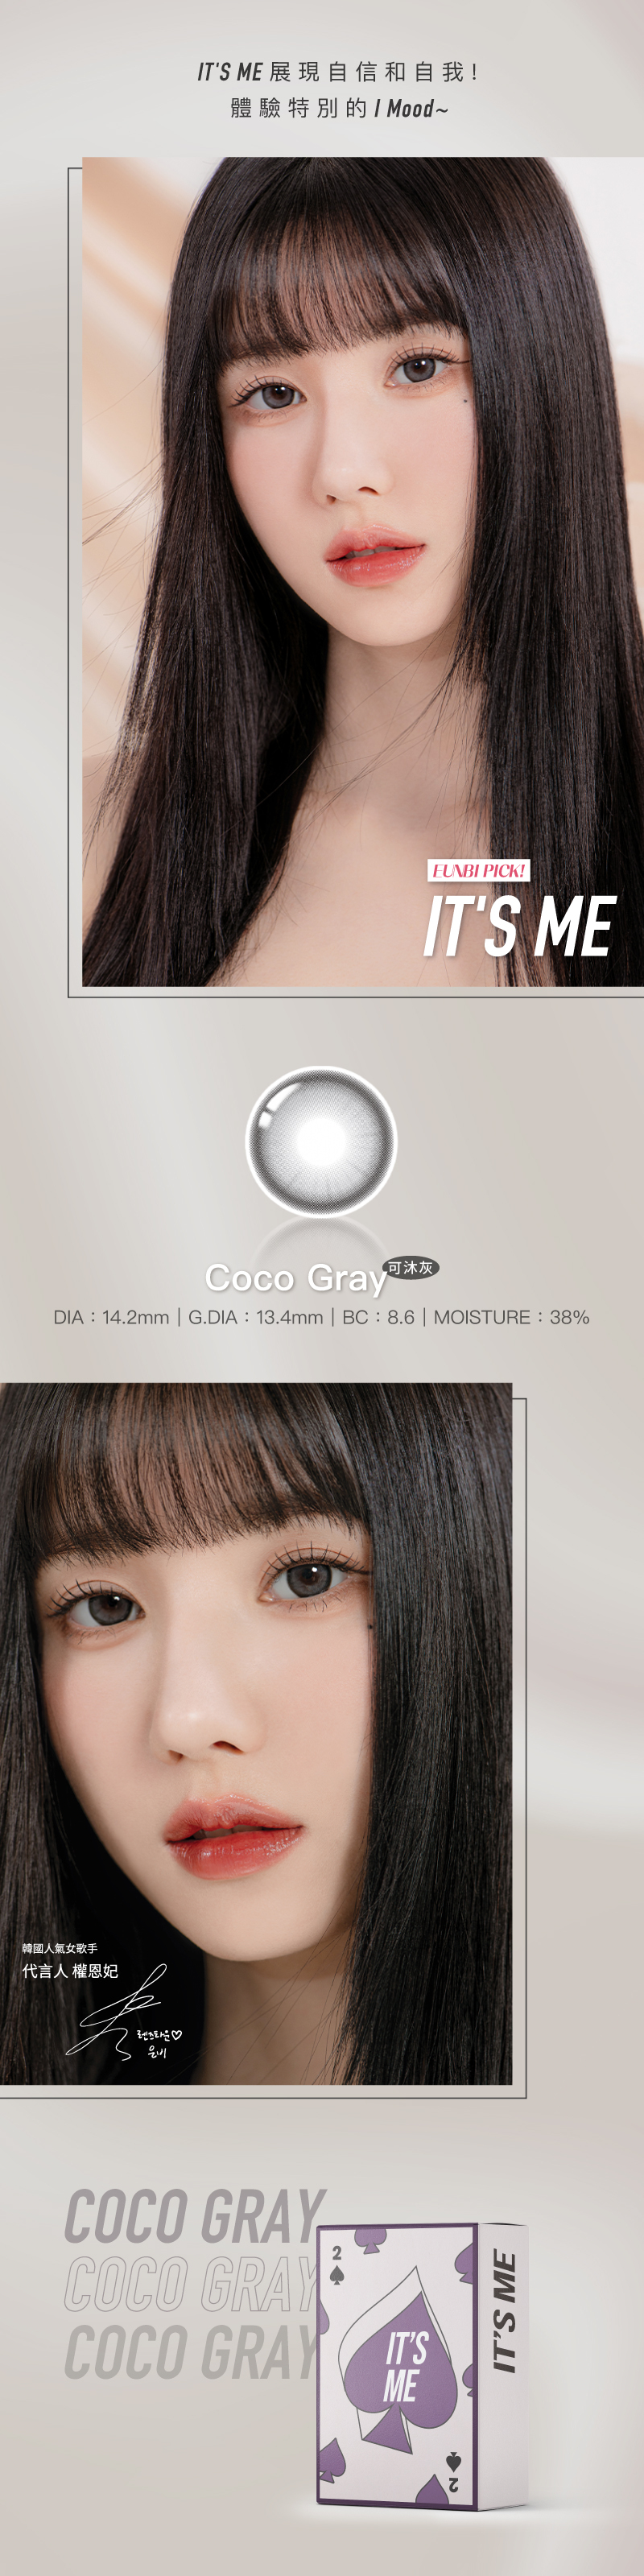 IT'S ME 展現自信和自我!
體驗特別的 I Mood~
EUNBI PICK!
IT'S ME
Coco Gray 可沐灰
DIA：14.2mm｜G.DIA：13.4mm｜BC：8.6｜MOISTURE：38%
韓國人氣女歌手
代言人 權恩妃
렌즈타운♡
은비
COCO GRAY
COCO GRAY
COCO GRAY
2
IT'S
ME
2
IT'S ME